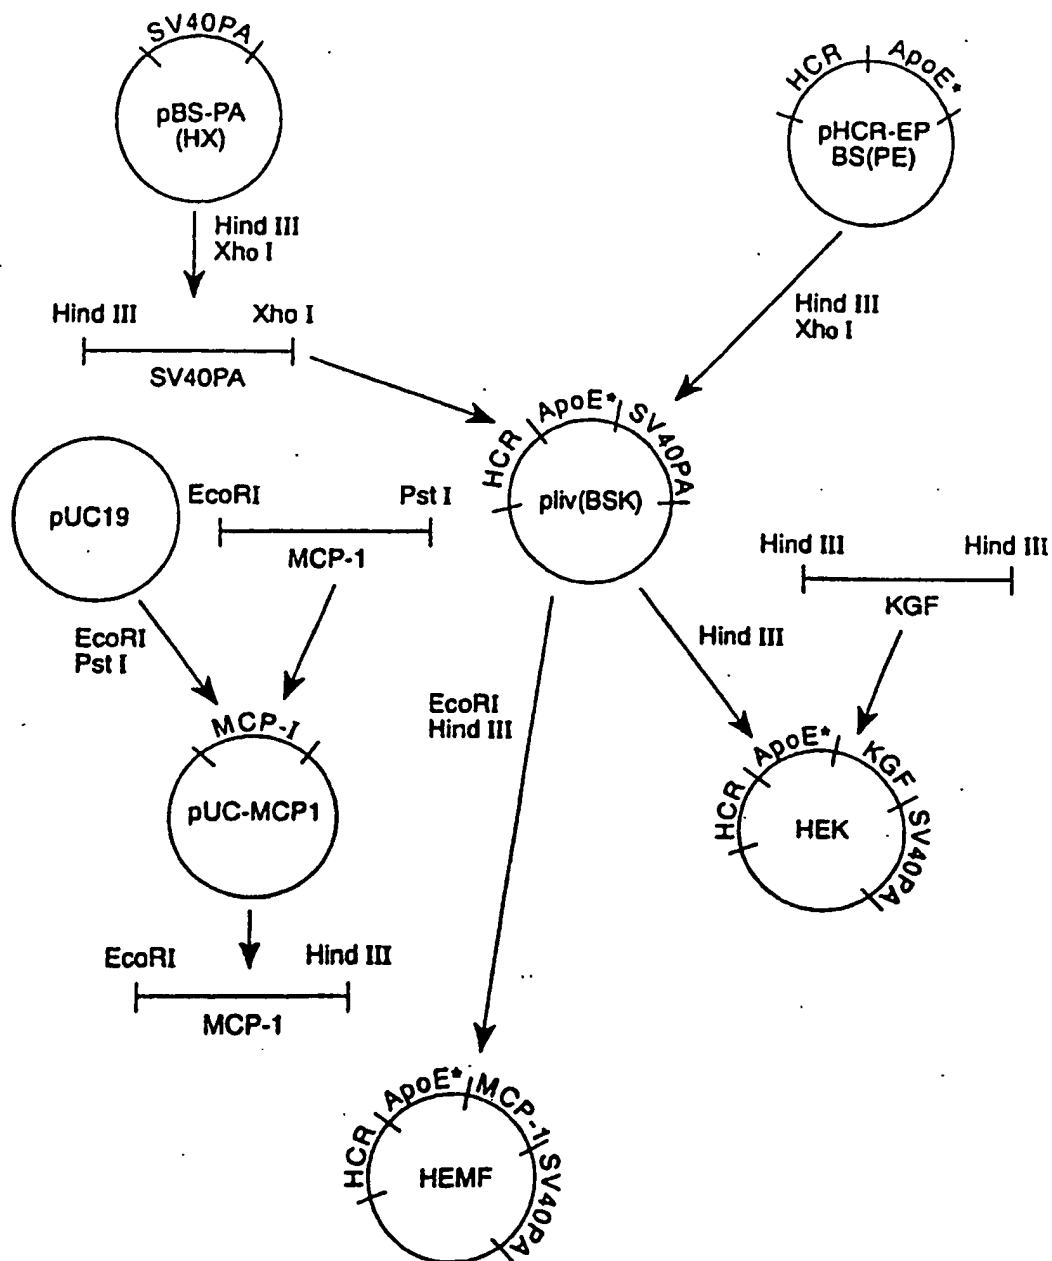 SV40PA
pBS-PA
(HX)
Hind III
Xho I
Hind III Xho I
SV40PA
HCR ApoE*
pHCR-EP
BS(PE)
Hind III
Xho I
HCR ApoE* SV40PA
pliv(BSK)
pUC19
EcoRI Pst I
MCP-1
EcoRI
Pst I
MCP-I
pUC-MCP1
EcoRI Hind III
MCP-1
Hind III Hind III
KGF
Hind III
EcoRI
Hind III
HCR ApoE* KGF SV40PA
HEK
HCR ApoE* MCP-1 SV40PA
HEMF